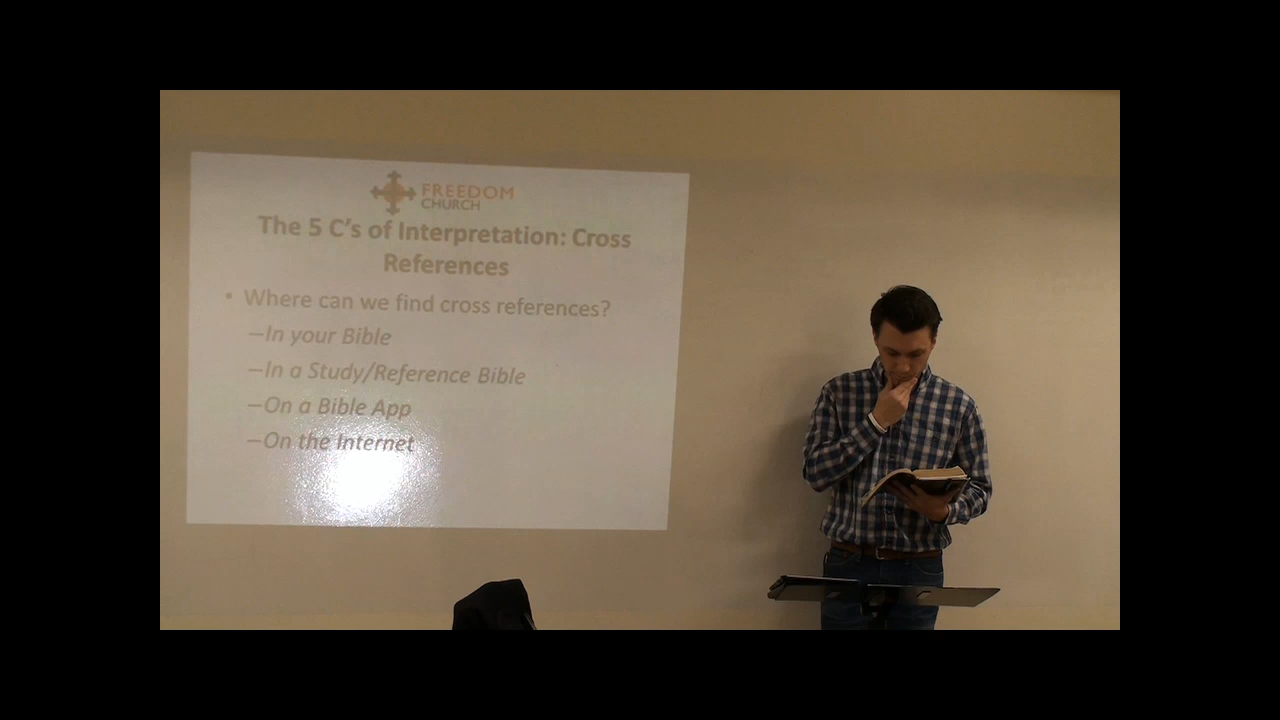 FREEDOM
CHURCH
The 5 C's of Interpretation: Cross
References
▪ Where can we find cross references?
–In your Bible
–In a Study/Reference Bible
–On a Bible App
–On the Internet